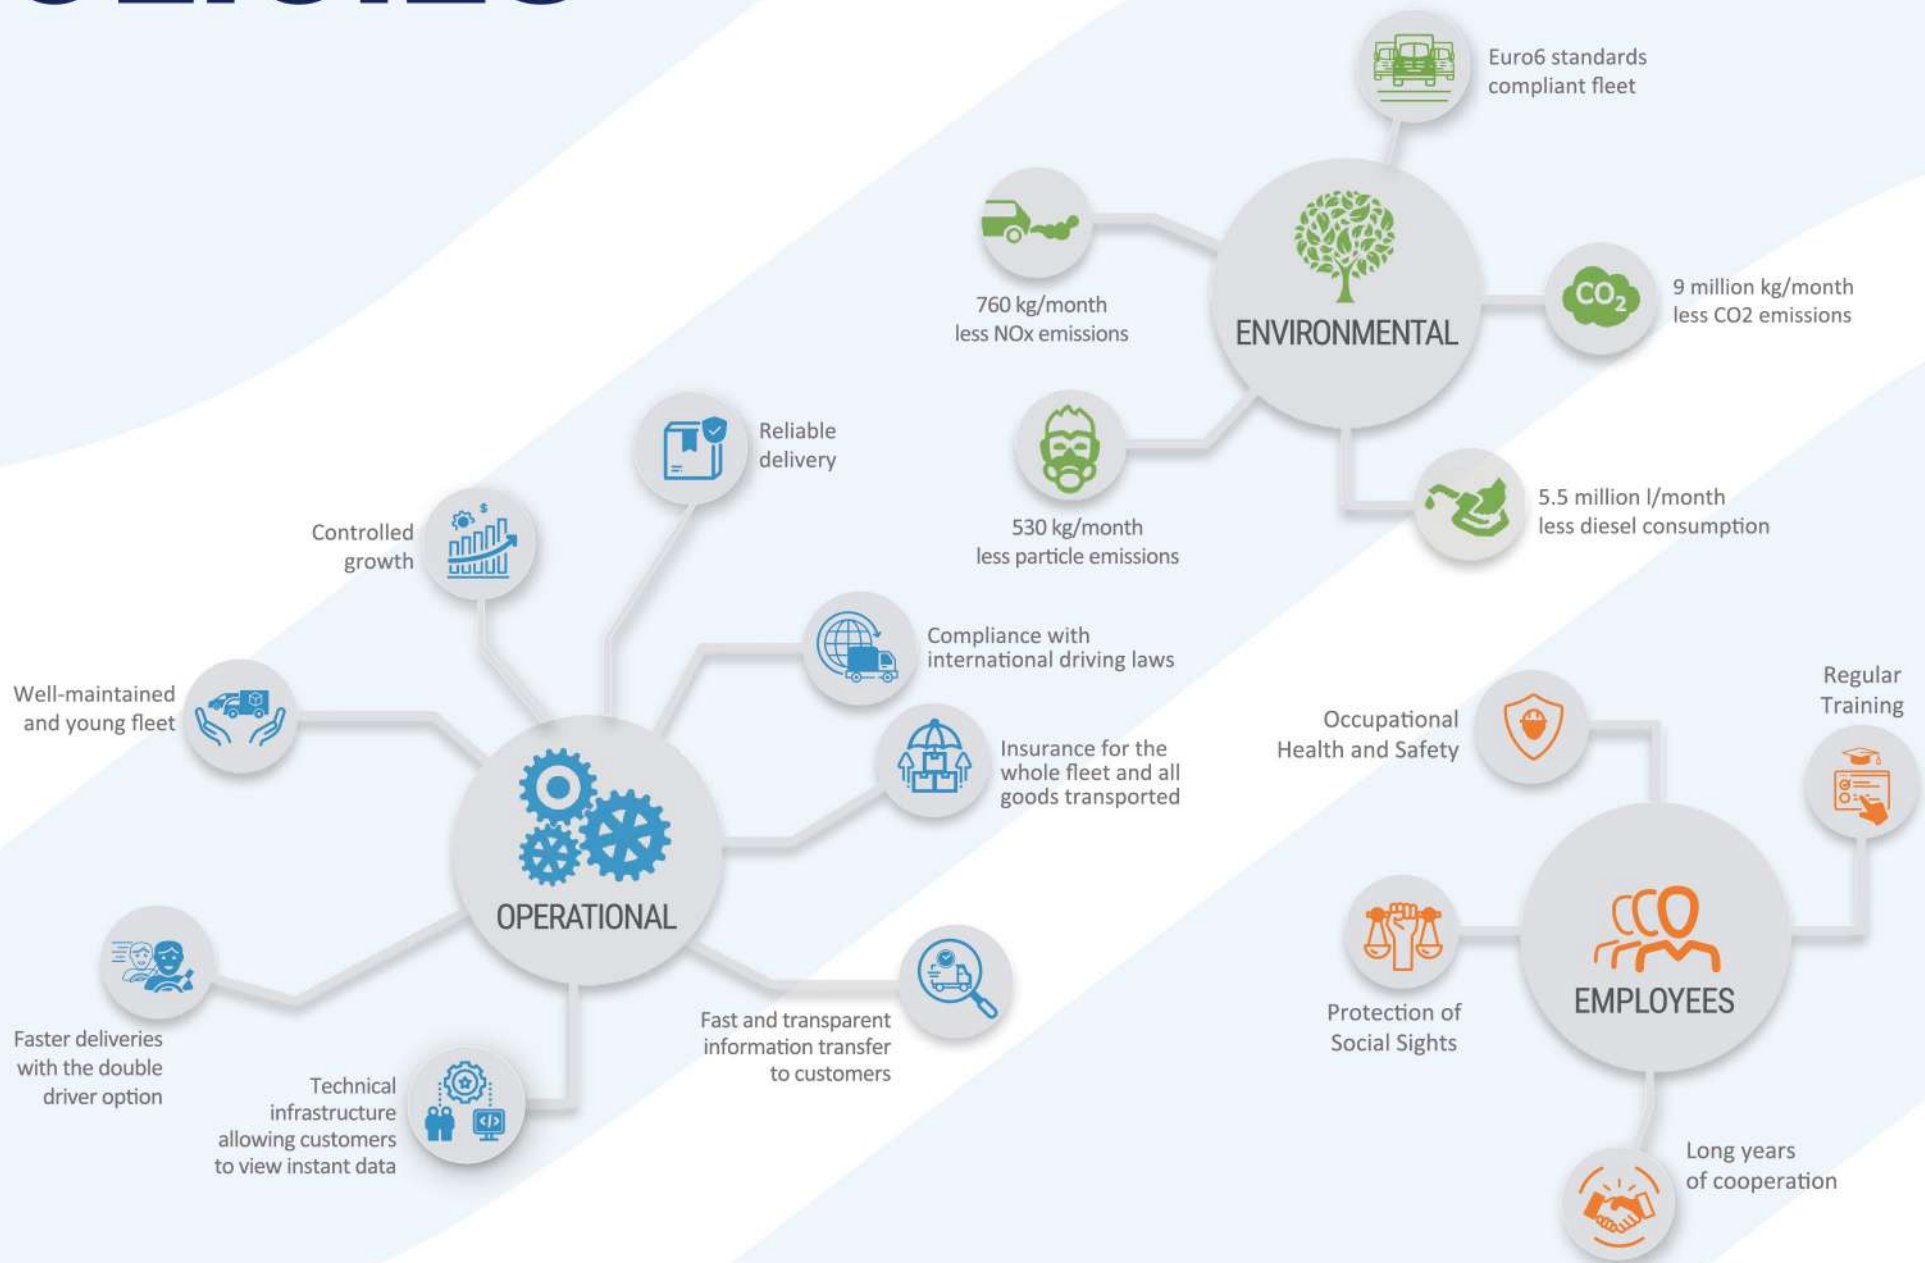 Euro6 standards
compliant fleet
760 kg/month
less NOx emissions
ENVIRONMENTAL
CO2
9 million kg/month
less CO2 emissions
530 kg/month
less particle emissions
5.5 million l/month
less diesel consumption
Reliable
delivery
Controlled
growth
$
Well-maintained
and young fleet
Compliance with
international driving laws
Insurance for the
whole fleet and all
goods transported
OPERATIONAL
Faster deliveries
with the double
driver option
Technical
infrastructure
allowing customers
to view instant data
</>
Fast and transparent
information transfer
to customers
Occupational
Health and Safety
Regular
Training
Protection of
Social Sights
EMPLOYEES
Long years
of cooperation